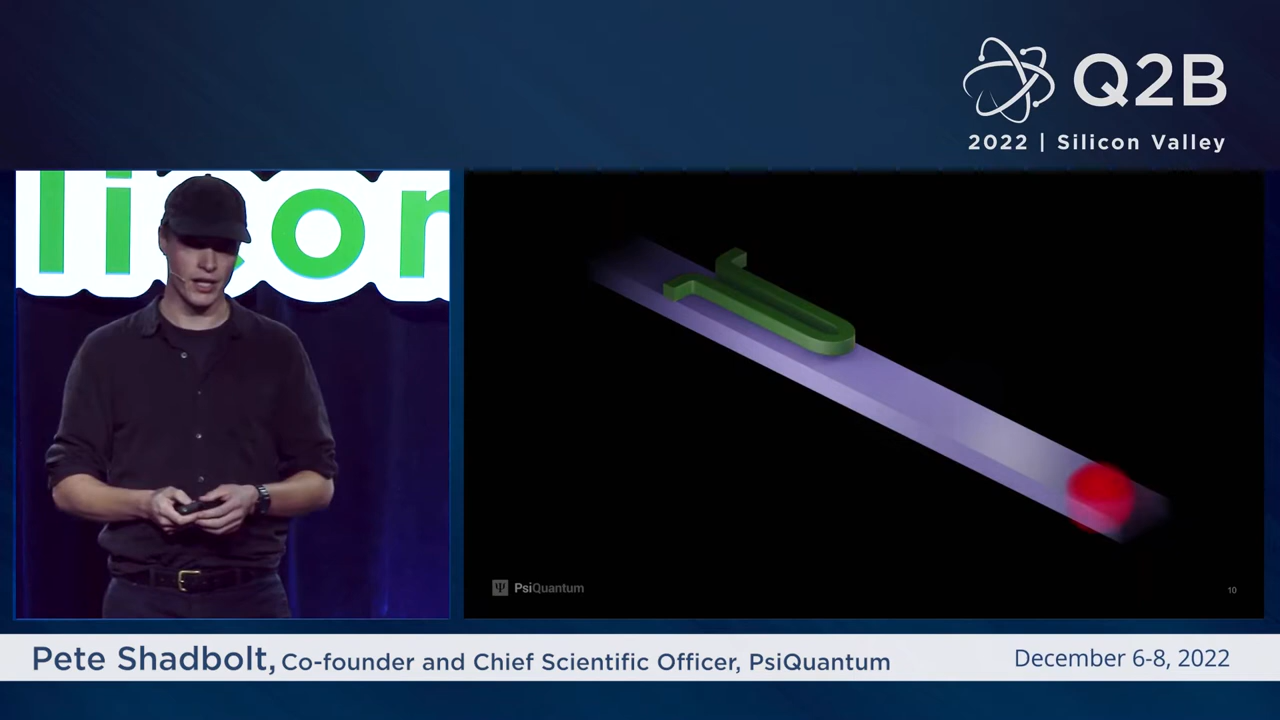 Q2B
2022 | Silicon Valley
licon
Ψ PsiQuantum
10
Pete Shadbolt, Co-founder and Chief Scientific Officer, PsiQuantum
December 6-8, 2022